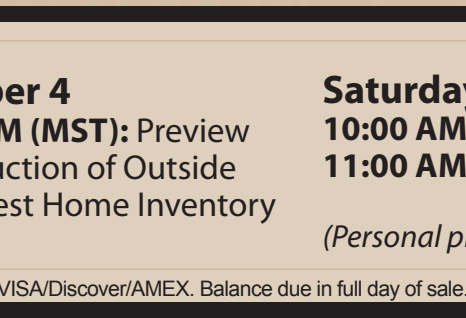 ber 4
M (MST): Preview
uction of Outside
est Home Inventory
Saturday
10:00 AM
11:00 AM
(Personal p
VISA/Discover/AMEX. Balance due in full day of sale.